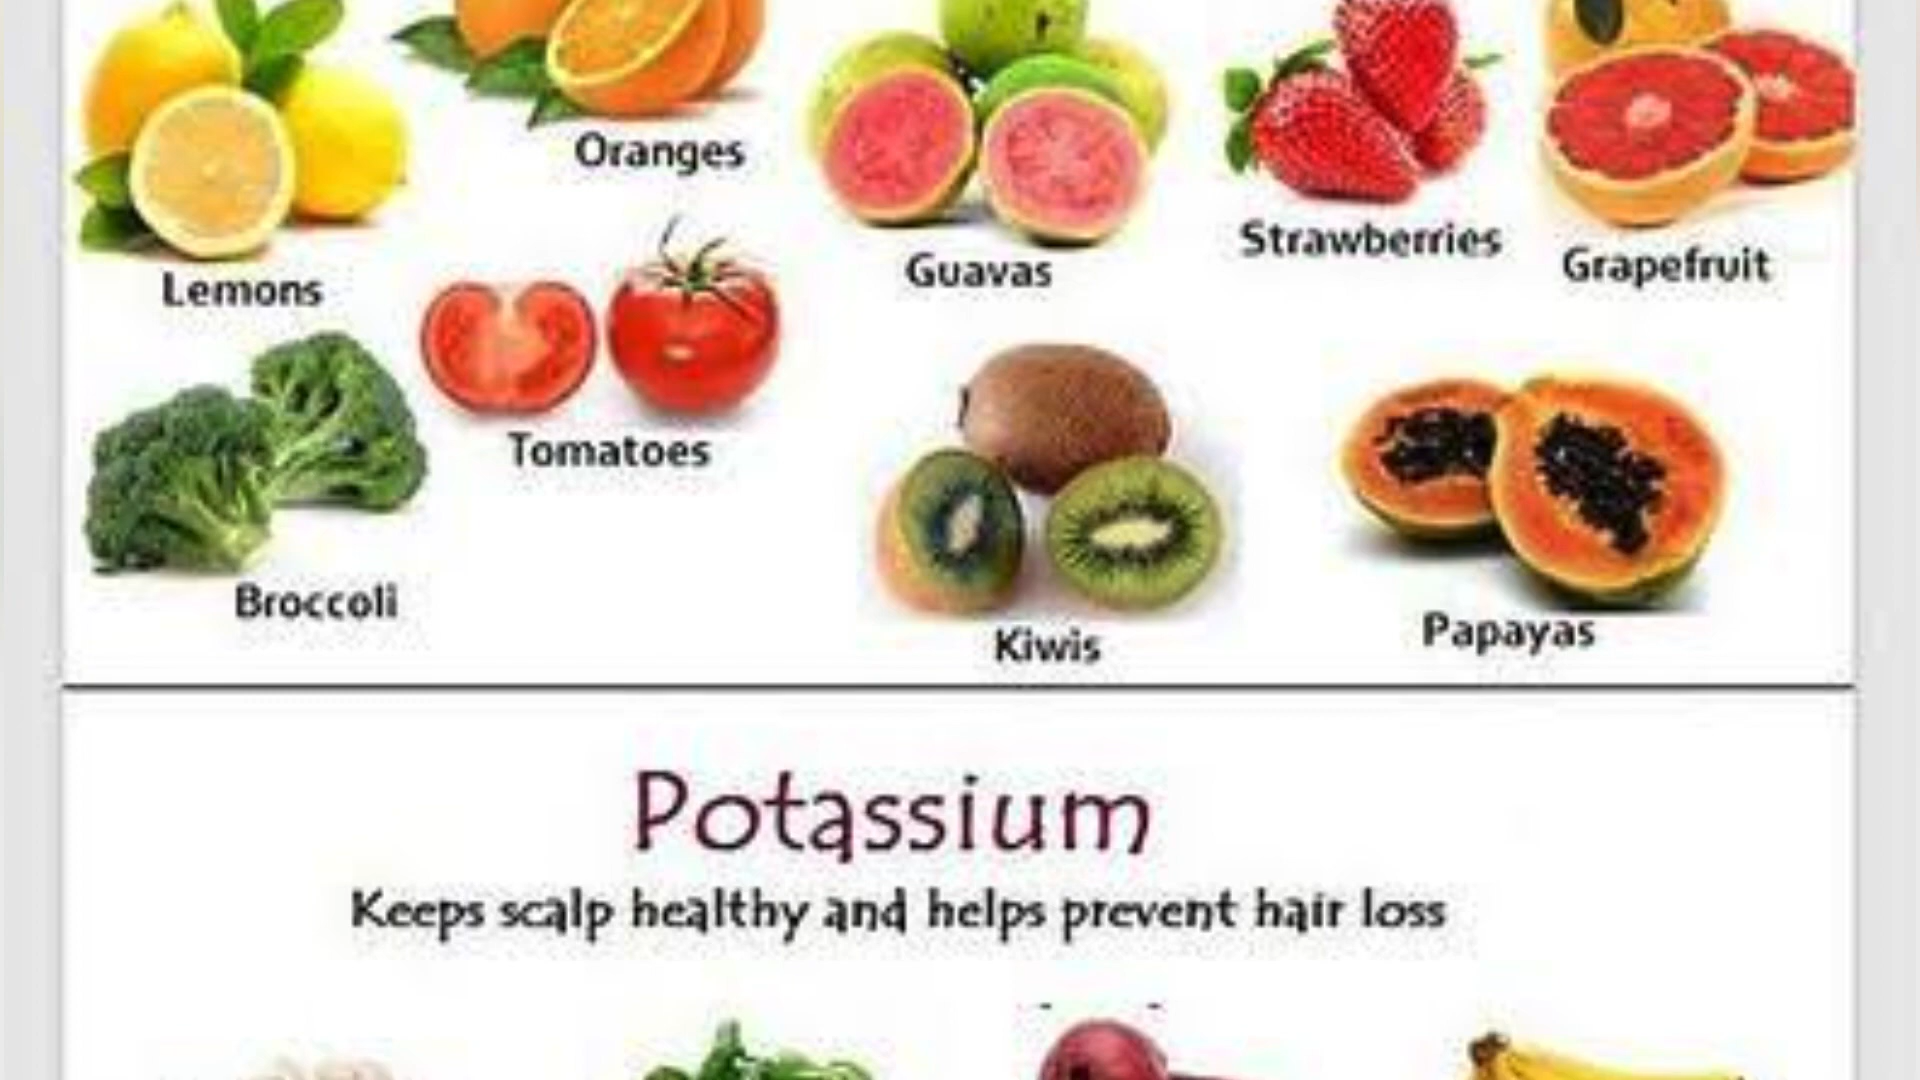 Oranges
Strawberries
Grapefruit
Guavas
Lemons
Tomatoes
Broccoli
Papayas
Kiwis
Potassium
Keeps scalp healthy and helps prevent hair loss